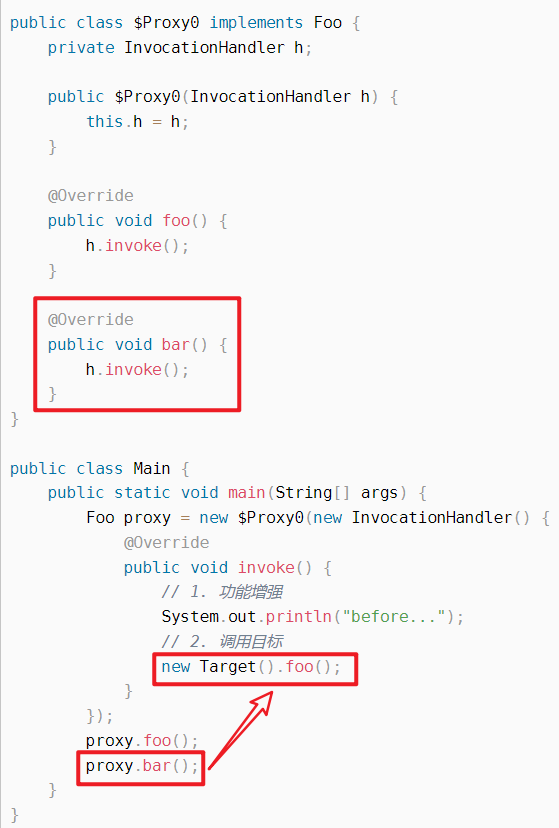 public class $Proxy0 implements Foo {
    private InvocationHandler h;

    public $Proxy0(InvocationHandler h) {
        this.h = h;
    }

    @Override
    public void foo() {
        h.invoke();
    }

    @Override
    public void bar() {
        h.invoke();
    }
}

public class Main {
    public static void main(String[] args) {
        Foo proxy = new $Proxy0(new InvocationHandler() {
            @Override
            public void invoke() {
                // 1. 功能增强
                System.out.println("before...");
                // 2. 调用目标
                new Target().foo();
            }
        });
        proxy.foo();
        proxy.bar();
    }
}